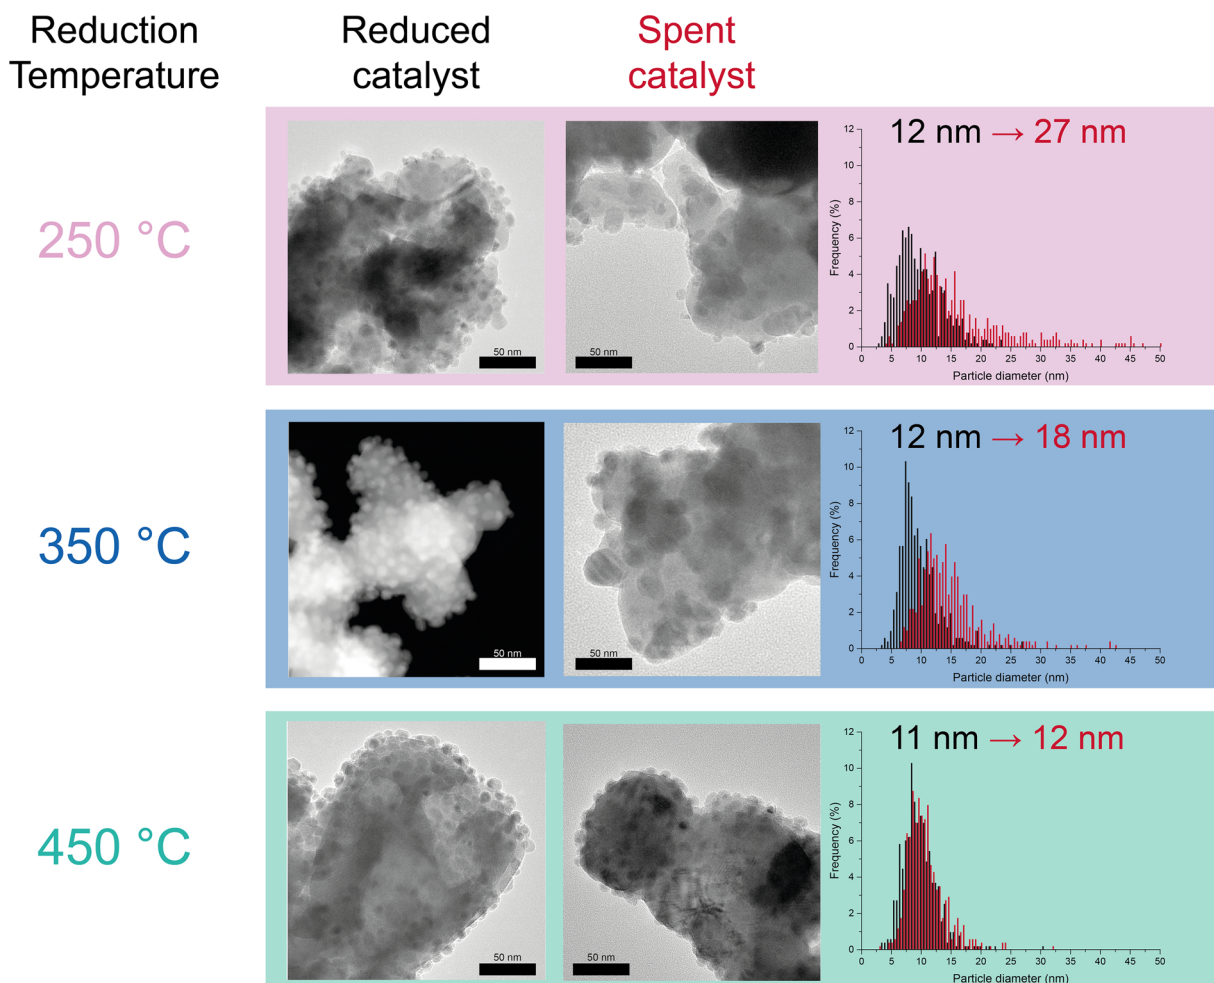 Reduction
Temperature
Reduced
catalyst
Spent
catalyst
250 °C
50 nm
50 nm
12 nm → 27 nm
Frequency (%)
12
10
8
6
4
2
0
0 5 10 15 20 25 30 35 40 45 50
Particle diameter (nm)
350 °C
50 nm
50 nm
12 nm → 18 nm
Frequency (%)
12
10
8
6
4
2
0
0 5 10 15 20 25 30 35 40 45 50
Particle diameter (nm)
450 °C
50 nm
50 nm
11 nm → 12 nm
Frequency (%)
12
10
8
6
4
2
0
0 5 10 15 20 25 30 35 40 45 50
Particle diameter (nm)